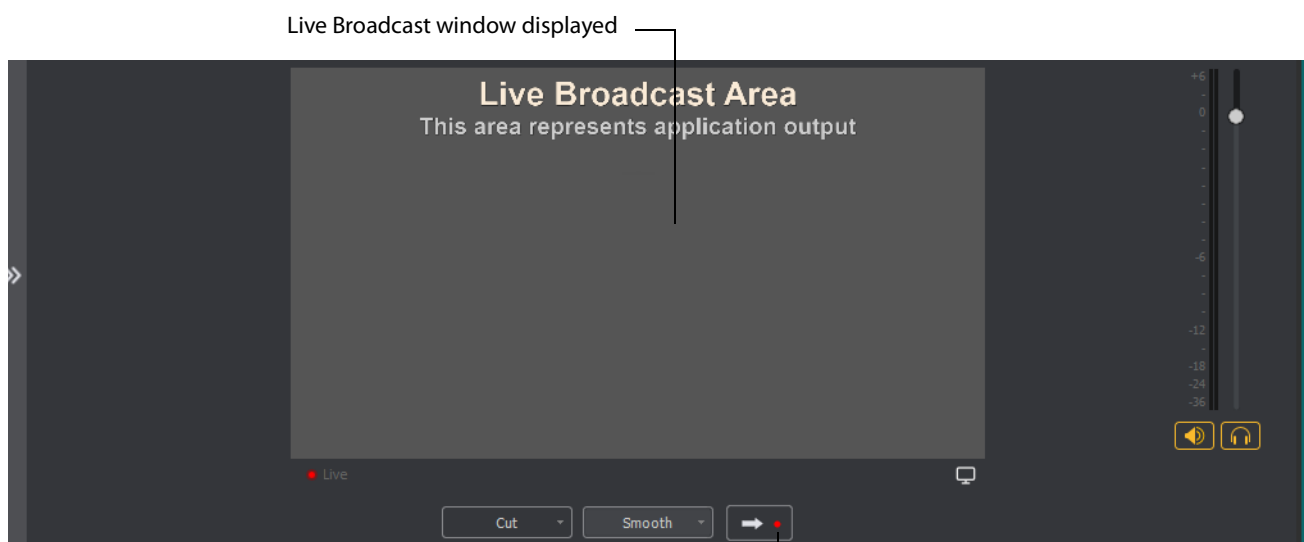 Live Broadcast window displayed
Live Broadcast Area
This area represents application output
+6
0
-6
-12
-18
-24
-36
Live
Cut
Smooth